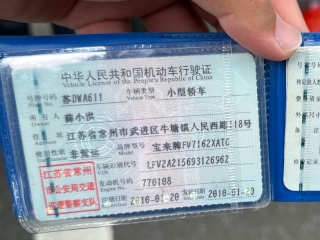 中华人民共和国机动车行驶证
Vehicle License of the People's Republic of China
号牌号码 苏DWA611 车辆类型 小型轿车
Plate No. Vehicle Type
所有人 薛小洪
Owner
住址 江苏省常州市武进区牛塘镇人民西路 18号
Address
使用性质 非营运 品牌型号 宝来牌FV7162XATG
江苏省常州市公安局交通巡逻警察支队
车辆识别代号 LFV2A215693126962
发动机号码 770108
注册日期 2010-01-20 发证日期 2010-01-20